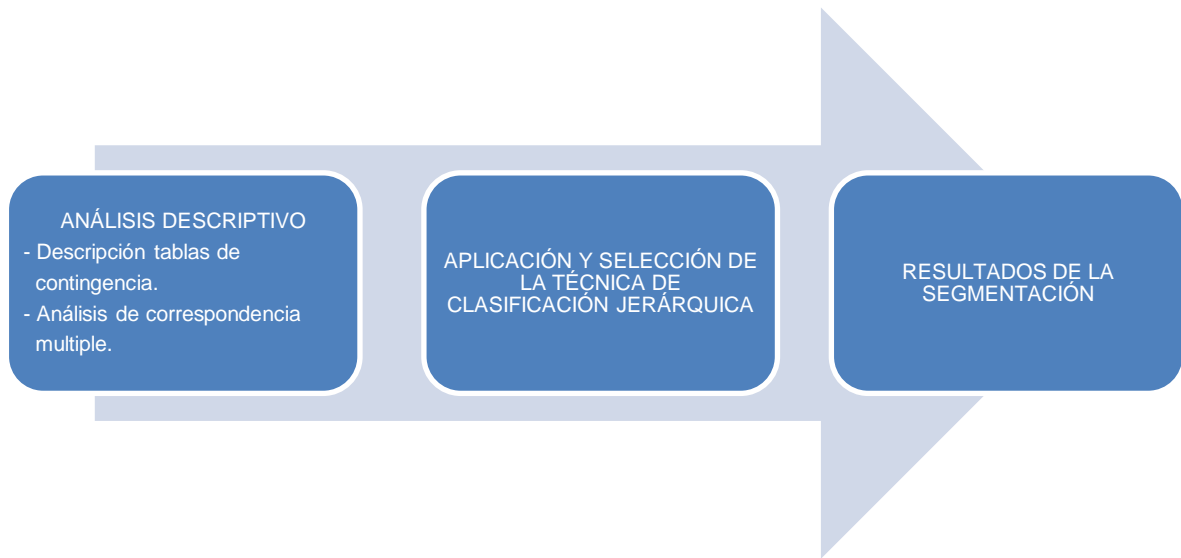 ANÁLISIS DESCRIPTIVO
- Descripción tablas de
contingencia.
- Análisis de correspondencia
multiple.
APLICACIÓN Y SELECCIÓN DE
LA TÉCNICA DE
CLASIFICACIÓN JERÁRQUICA
RESULTADOS DE LA
SEGMENTACIÓN